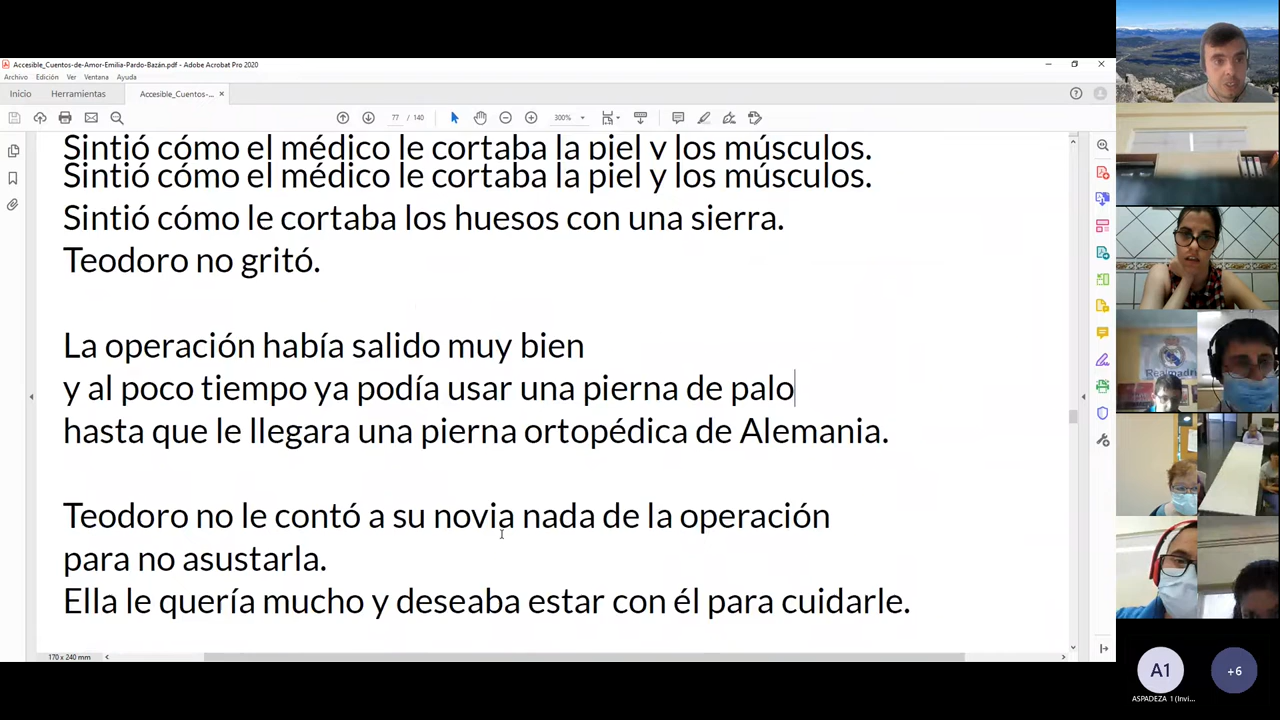 Accesible_Cuentos-de-Amor-Emilia-Pardo-Bazán.pdf - Adobe Acrobat Pro 2020
Archivo Edición Ver Ventana Ayuda
Inicio Herramientas Accesible_Cuentos-... ×
77 / 140 300%
Sintió cómo el médico le cortaba la piel y los músculos.
Sintió cómo el médico le cortaba la piel y los músculos.
Sintió cómo le cortaba los huesos con una sierra.
Teodoro no gritó.
La operación había salido muy bien
y al poco tiempo ya podía usar una pierna de palo
hasta que le llegara una pierna ortopédica de Alemania.
Teodoro no le contó a su novia nada de la operación
para no asustarla.
Ella le quería mucho y deseaba estar con él para cuidarle.
170 x 240 mm
Realmadrid
A1
+6
ASPADEZA 1 (Invi...